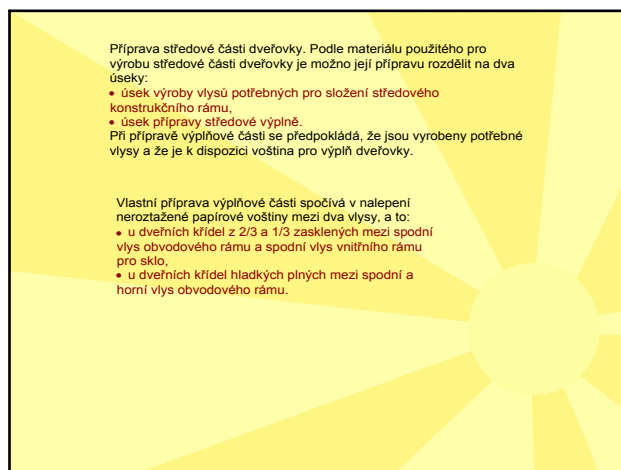 Příprava středové části dveřovky. Podle materiálu použitého pro
výrobu středové části dveřovky je možno její přípravu rozdělit na dva
úseky:
• úsek výroby vlysů potřebných pro složení středového
konstrukčního rámu,
• úsek přípravy středové výplně.
Při přípravě výplňové části se předpokládá, že jsou vyrobeny potřebné
vlysy a že je k dispozici voština pro výplň dveřovky.
Vlastní příprava výplňové části spočívá v nalepení
neroztažené papírové voštiny mezi dva vlysy, a to:
• u dveřních křídel z 2/3 a 1/3 zasklených mezi spodní
vlys obvodového rámu a spodní vlys vnitřního rámu
pro sklo,
• u dveřních křídel hladkých plných mezi spodní a
horní vlys obvodového rámu.